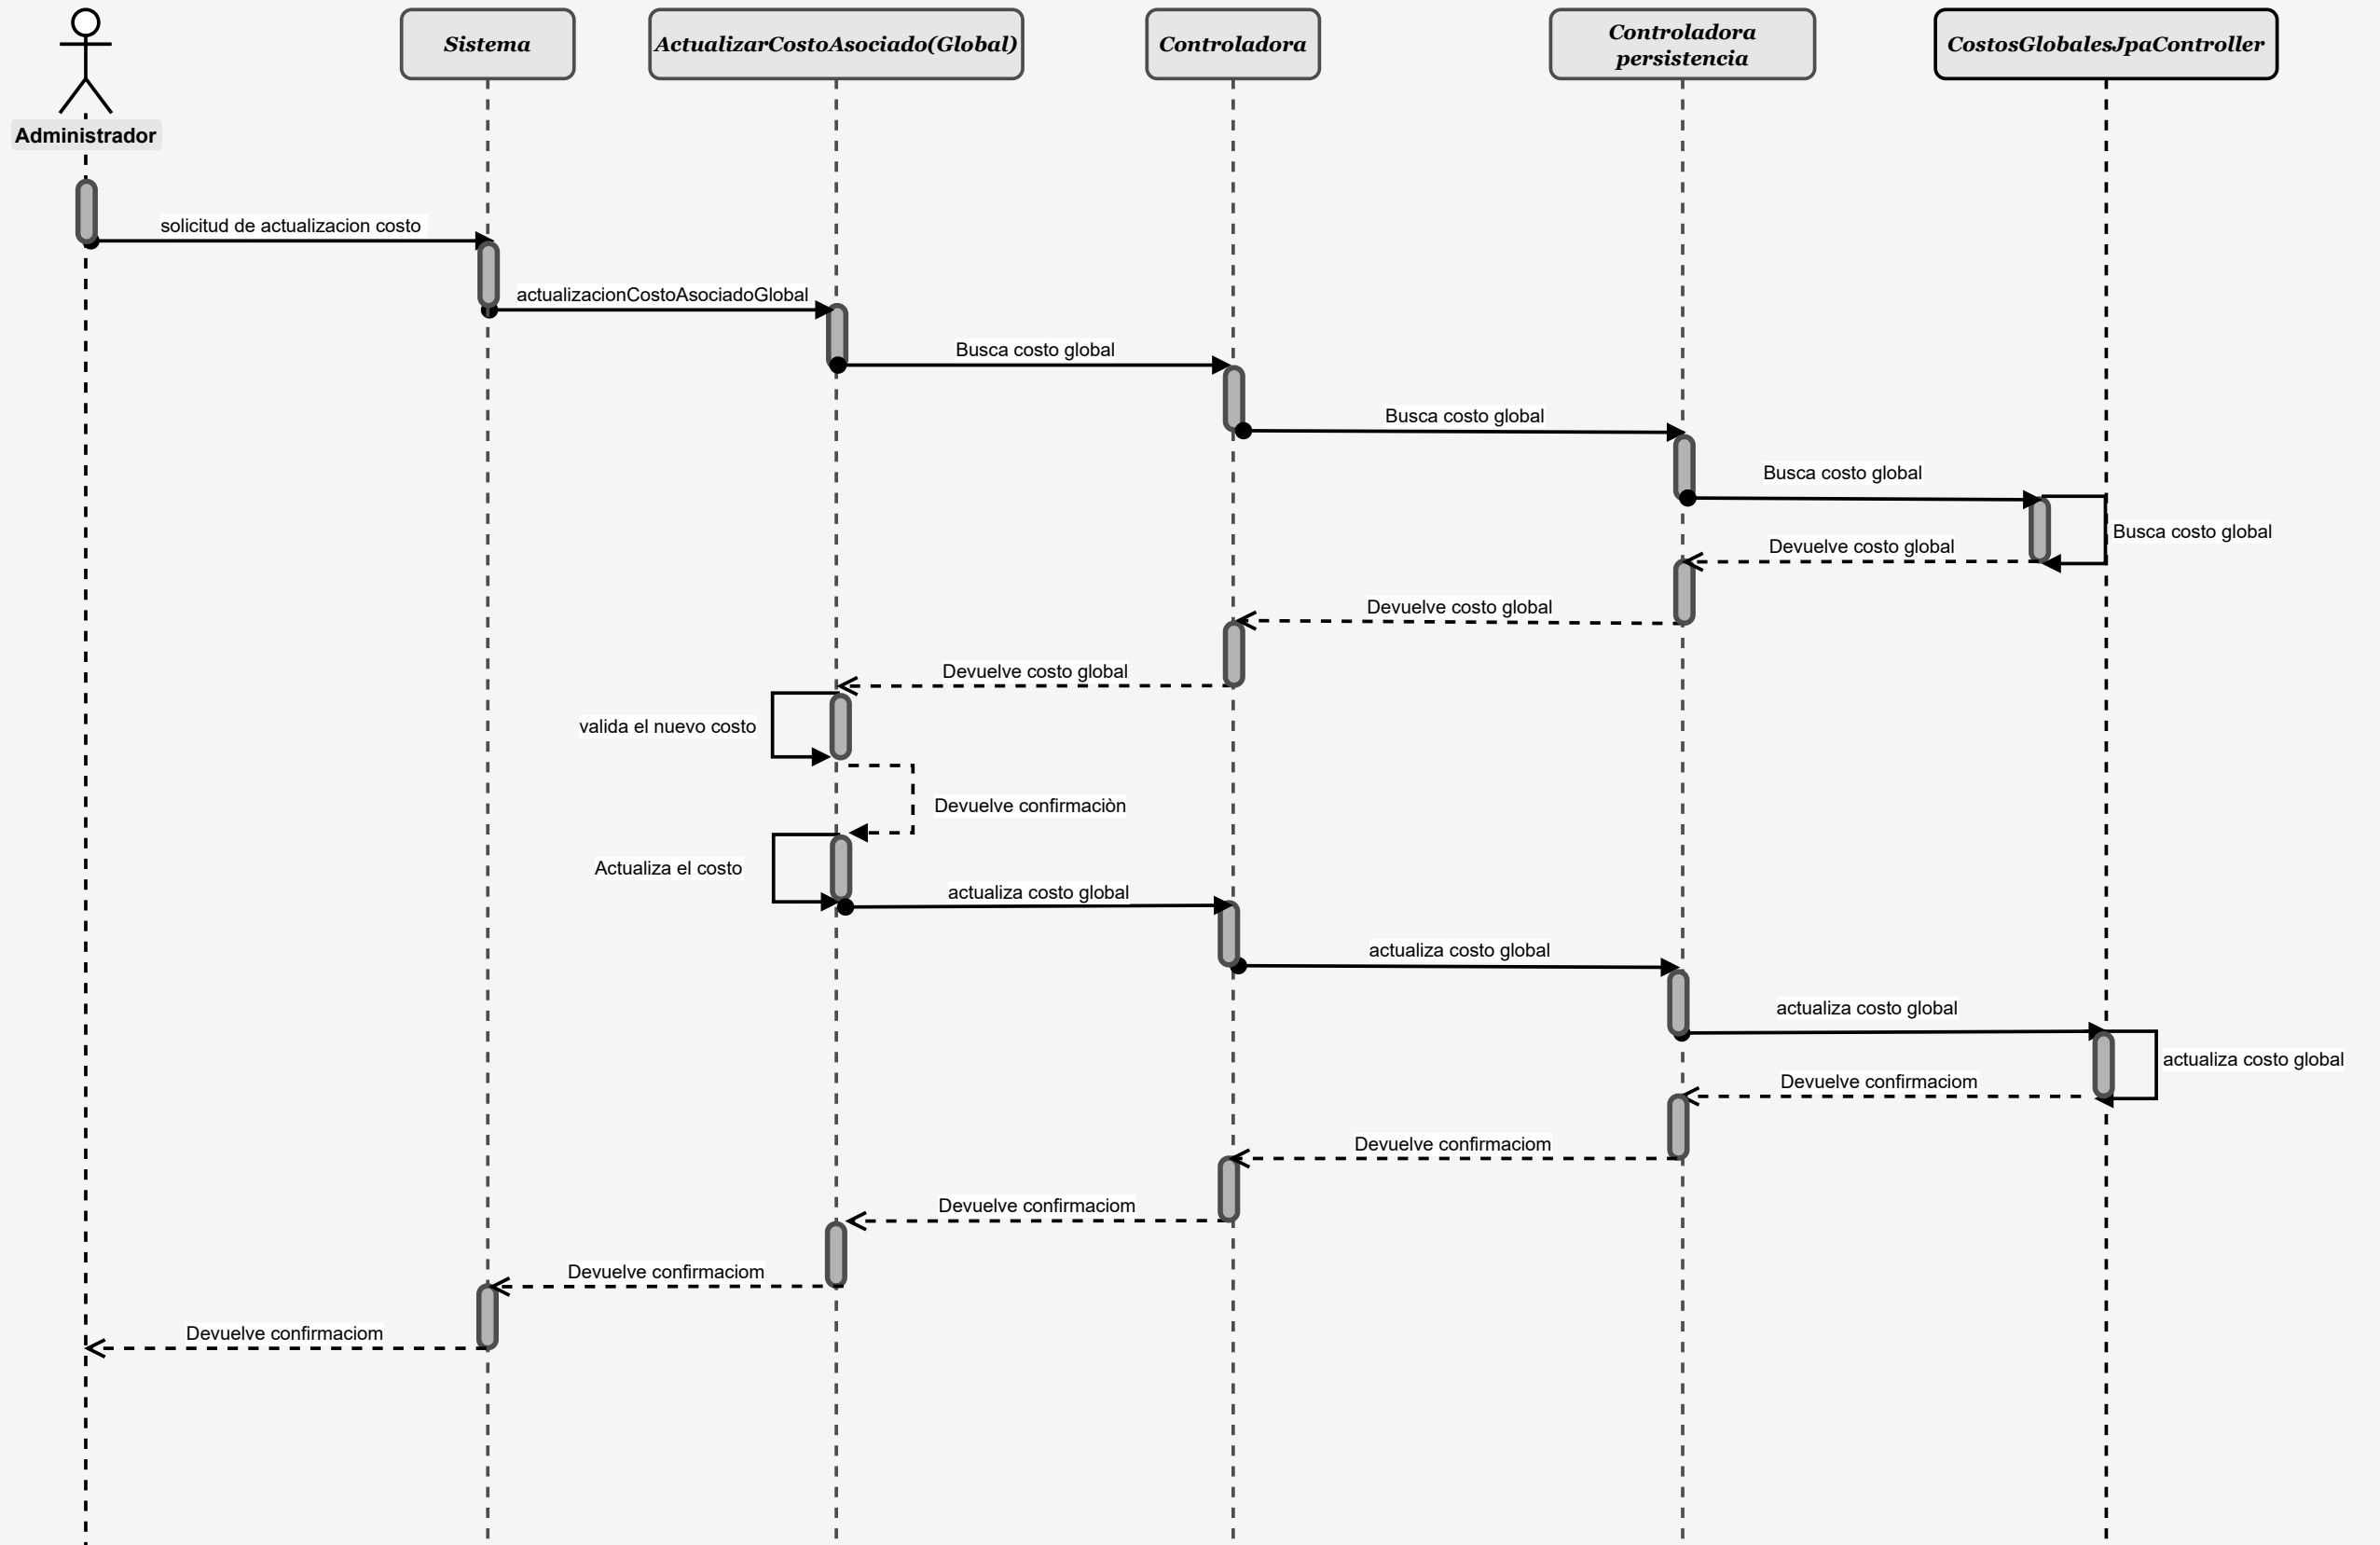 Sistema
ActualizarCostoAsociado(Global)
Controladora
Controladora
persistencia
CostosGlobalesJpaController
Administrador
solicitud de actualizacion costo
actualizacionCostoAsociadoGlobal
Busca costo global
Busca costo global
Busca costo global
Busca costo global
Devuelve costo global
Devuelve costo global
Devuelve costo global
valida el nuevo costo
Devuelve confirmaciòn
Actualiza el costo
actualiza costo global
actualiza costo global
actualiza costo global
actualiza costo global
Devuelve confirmaciom
Devuelve confirmaciom
Devuelve confirmaciom
Devuelve confirmaciom
Devuelve confirmaciom